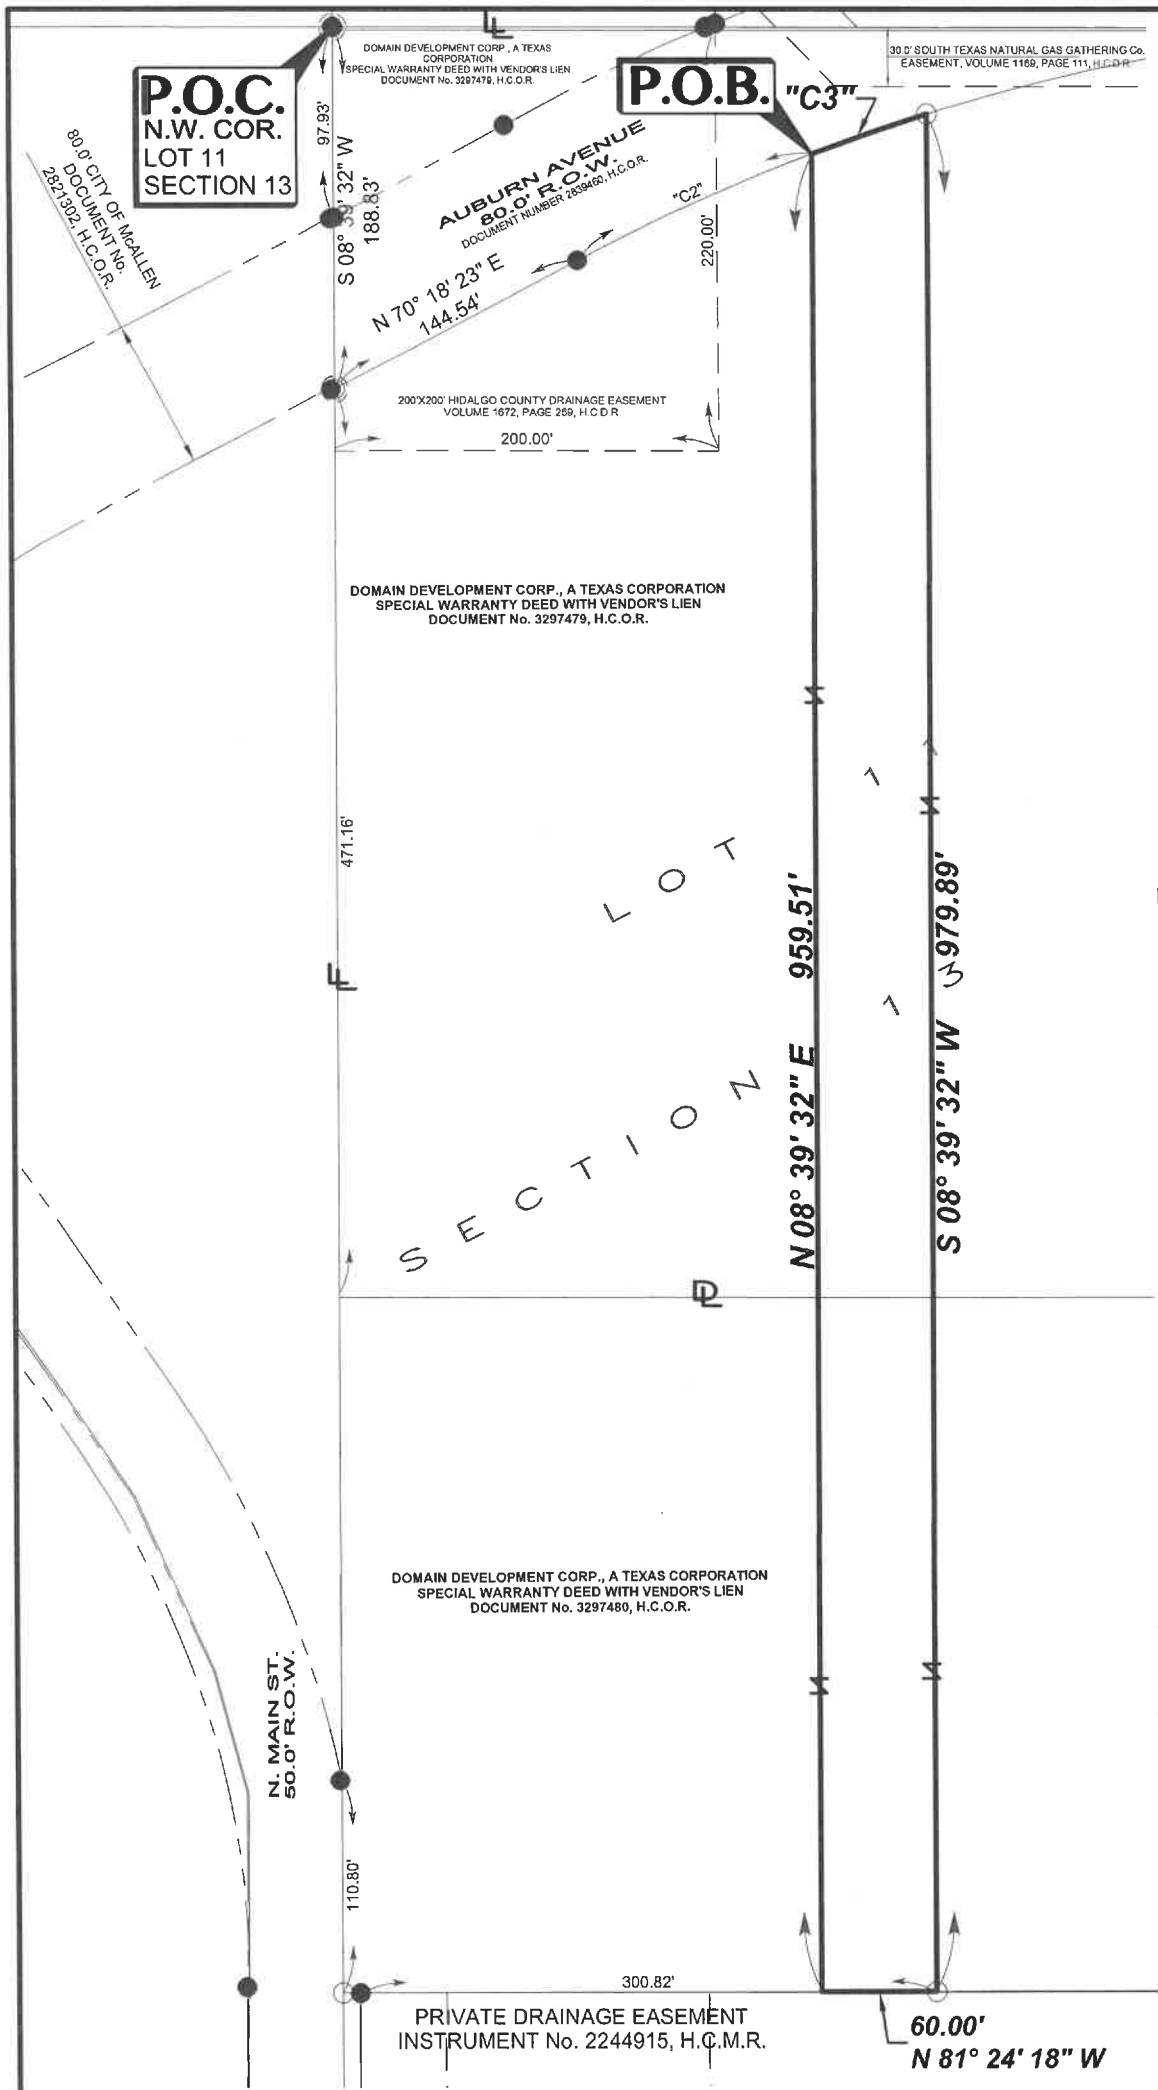 DOMAIN DEVELOPMENT CORP., A TEXAS
CORPORATION
SPECIAL WARRANTY DEED WITH VENDOR'S LIEN
DOCUMENT No. 3297479, H.C.O.R.
30.0' SOUTH TEXAS NATURAL GAS GATHERING Co.
EASEMENT, VOLUME 1169, PAGE 111, H.C.D.R.
P.O.C.
N.W. COR.
LOT 11
SECTION 13
P.O.B.
"C3"
97.93'
S 08° 39' 32" W
188.83'
80.0' CITY OF McALLEN
DOCUMENT No.
2821302, H.C.O.R.
AUBURN AVENUE
80.0' R.O.W.
DOCUMENT NUMBER 2839460, H.C.O.R.
"C2"
220.00'
N 70° 18' 23" E
144.54'
200'X200' HIDALGO COUNTY DRAINAGE EASEMENT
VOLUME 1672, PAGE 269, H.C.D.R
200.00'
DOMAIN DEVELOPMENT CORP., A TEXAS CORPORATION
SPECIAL WARRANTY DEED WITH VENDOR'S LIEN
DOCUMENT No. 3297479, H.C.O.R.
471.16'
LOT 11
SECTION 13
N 08° 39' 32" E 959.51'
S 08° 39' 32" W 979.89'
DOMAIN DEVELOPMENT CORP., A TEXAS CORPORATION
SPECIAL WARRANTY DEED WITH VENDOR'S LIEN
DOCUMENT No. 3297480, H.C.O.R.
N. MAIN ST.
50.0' R.O.W.
110.80'
300.82'
PRIVATE DRAINAGE EASEMENT
INSTRUMENT No. 2244915, H.C.M.R.
60.00'
N 81° 24' 18" W